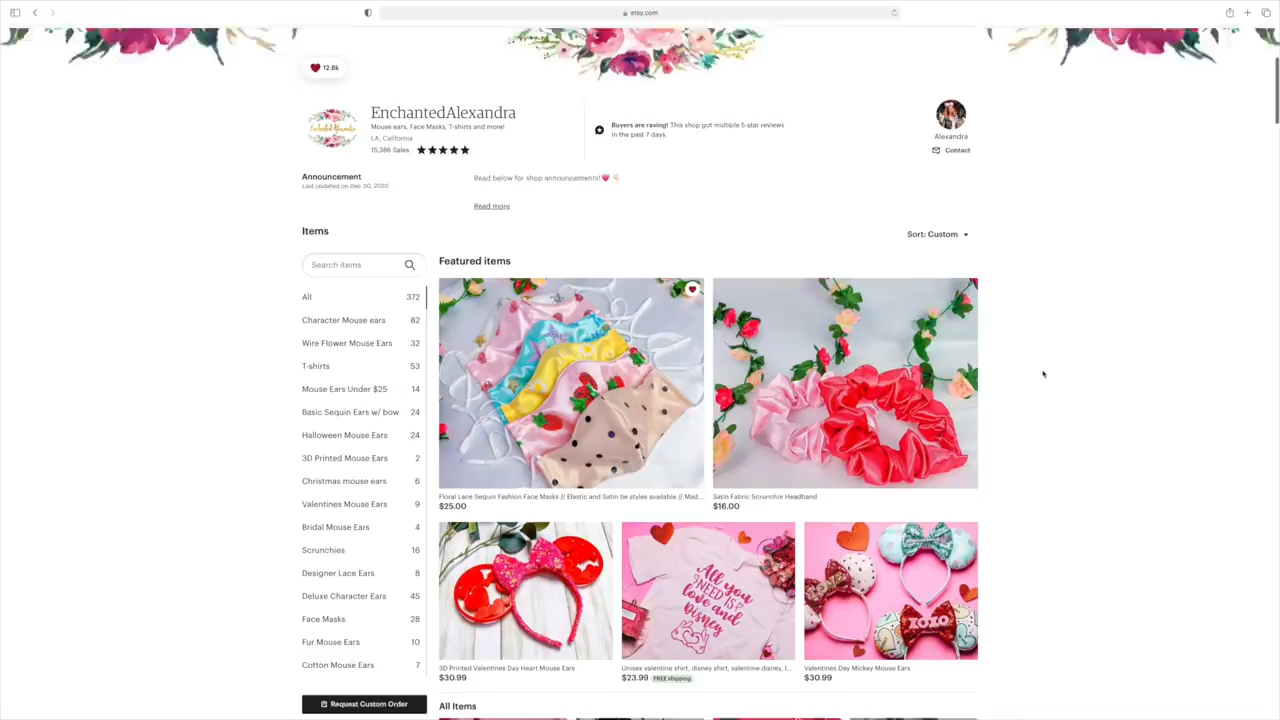 etsy.com
12.8k
EnchantedAlexandra
Mouse ears, Face Masks, T-shirts and more!
LA, California
15,386 Sales
Buyers are raving! This shop got multiple 5-star reviews
in the past 7 days.
Alexandra
Contact
Announcement
Last updated on Dec 30, 2020
Read below for shop announcements!
Read more
Items
Sort: Custom
Search items
All 372
Character Mouse ears 82
Wire Flower Mouse Ears 32
T-shirts 53
Mouse Ears Under $25 14
Basic Sequin Ears w/ bow 24
Halloween Mouse Ears 24
3D Printed Mouse Ears 2
Christmas mouse ears 6
Valentines Mouse Ears 9
Bridal Mouse Ears 4
Scrunchies 16
Designer Lace Ears 8
Deluxe Character Ears 45
Face Masks 28
Fur Mouse Ears 10
Cotton Mouse Ears 7
Request Custom Order
Featured items
Floral Lace Sequin Fashion Face Masks // Elastic and Satin tie styles available // Mad...
$25.00
Satin Fabric Scrunchie Headband
$16.00
All you
NEED IS
love and
Disney
XOXO
3D Printed Valentines Day Heart Mouse Ears
$30.99
Unisex valentine shirt, disney shirt, valentine disney, I...
$23.99 FREE shipping
Valentines Day Mickey Mouse Ears
$30.99
All Items